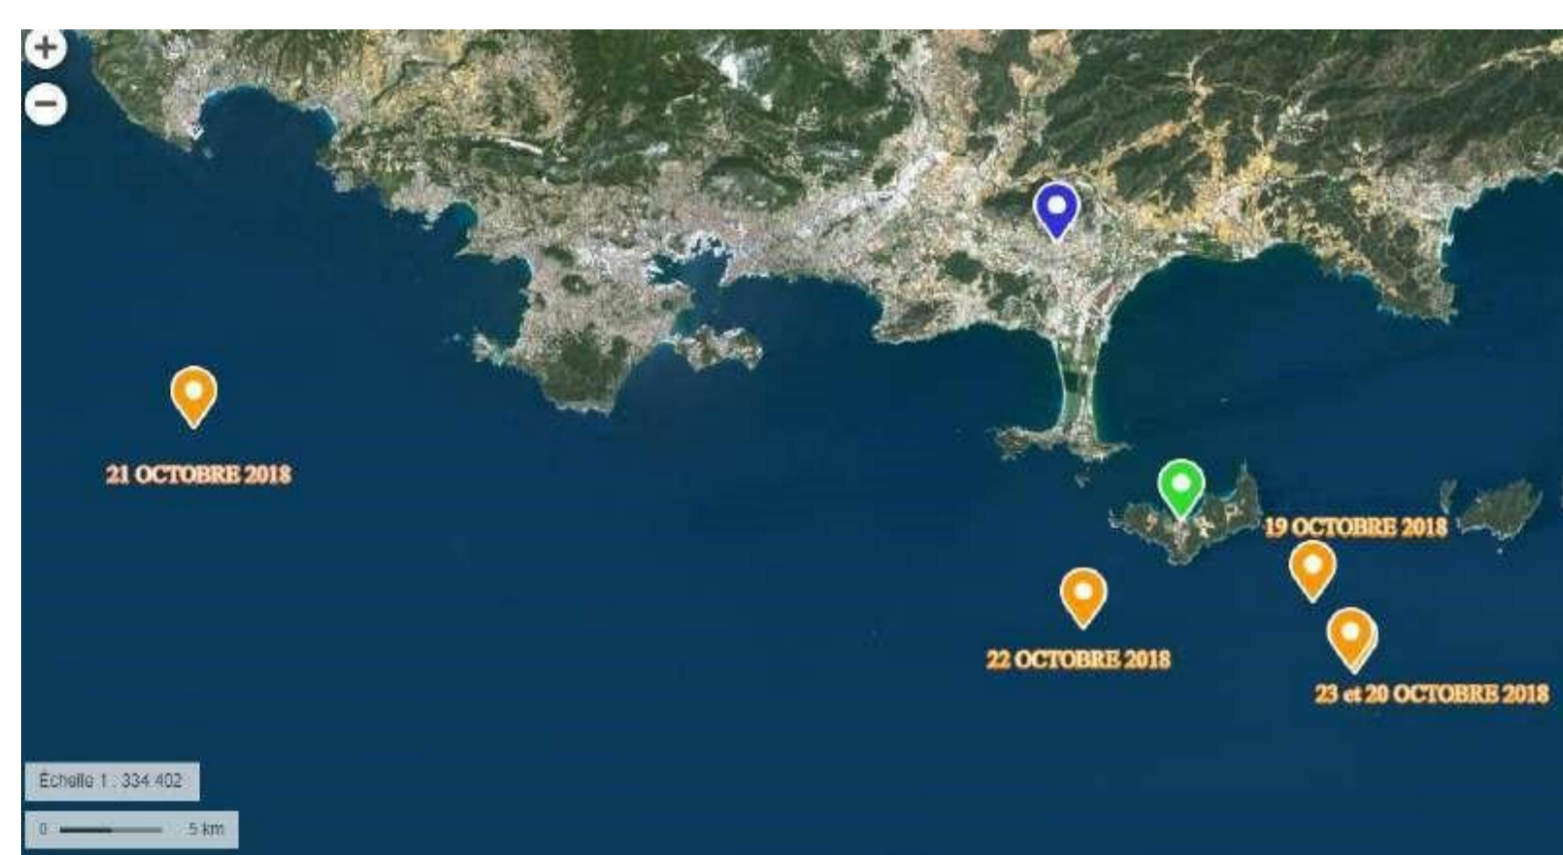 +
−
21 OCTOBRE 2018
19 OCTOBRE 2018
22 OCTOBRE 2018
23 et 20 OCTOBRE 2018
Échelle 1 : 334 402
0 5 km